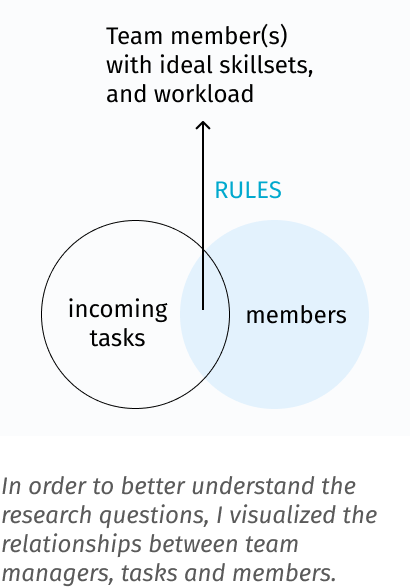 Team member(s)
with ideal skillsets,
and workload
RULES
incoming
tasks
members
In order to better understand the
research questions, I visualized the
relationships between team
managers, tasks and members.